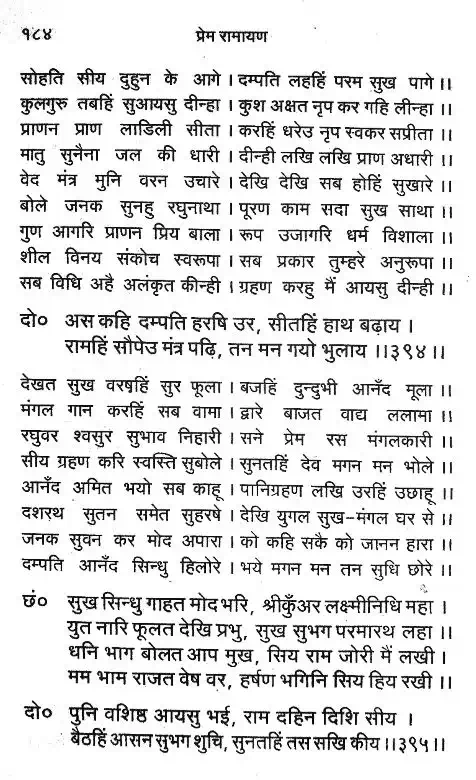 १८४
प्रेम रामायण
सोहति सीय दुहुन के आगे । दम्पति लहहिं परम सुख पागे ।।
कुलगुरु तबहिं सुआयसु दीन्हा । कुश अक्षत नृप कर गहि लीन्हा ।।
प्राणन प्राण लाडिली सीता । करहिं धरेउ नृप स्वकर सप्रीता ।।
मातु सुनैना जल की धारी । दीन्ही लखि लखि प्राण अधारी ।।
वेद मंत्र मुनि वरन उचारे । देखि देखि सब होहिं सुखारे ।।
बोले जनक सुनहु रघुनाथा । पूरण काम सदा सुख साथा ।।
गुण आगरि प्राणन प्रिय बाला । रूप उजागरि धर्म विशाला ।।
शील विनय संकोच स्वरूपा । सब प्रकार तुम्हरे अनुरूपा ।।
सब विधि अहै अलंकृत कीन्ही । ग्रहण करहु मैं आयसु दीन्ही ।।
दो० अस कहि दम्पति हरषि उर, सीतहिं हाथ बढ़ाय ।
रामहिं सौपेउ मंत्र पढ़ि, तन मन गयो भुलाय ।।३९४।।
देखत सुख वरषहिं सुर फूला । बजहिं दुन्दुभी आनँद मूला ।।
मंगल गान करहिं सब वामा । द्वारे बाजत वाद्य ललामा ।।
रघुवर श्वसुर सुभाव निहारी । सने प्रेम रस मंगलकारी ।।
सीय ग्रहण करि स्वस्ति सुबोले । सुनतहिं देव मगन मन भोले ।।
आनँद अमित भयो सब काहू । पानिग्रहण लखि उरहिं उछाहू ।।
दशरथ सुतन समेत सुहरषे । देखि युगल सुख-मंगल घर से ।।
जनक सुवन कर मोद अपारा । को कहि सकै को जानन हारा ।।
दम्पति आनँद सिन्धु हिलोरे । भये मगन मन तन सुधि छोरे ।।
छं० सुख सिन्धु गाहत मोद भरि, श्रीकुँअर लक्ष्मीनिधि महा ।
युत नारि फूलत देखि प्रभु, सुख सुभग परमारथ लहा ।।
धनि भाग बोलत आप मुख, सिय राम जोरी मैं लखी ।
मम भाम राजत वेष वर, हर्षण भगिनि सिय हिय रखी ।।
दो० पुनि वशिष्ठ आयसु भई, राम दहिन दिशि सीय ।
बैठहिं आसन सुभग शुचि, सुनतहिं तस सखि कीय ।।३९५।।